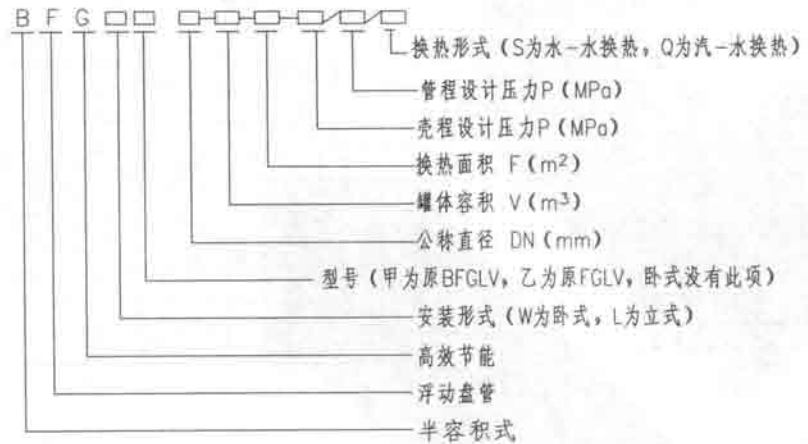 BFG□□ □-□-□-□/□/□
换热形式（S为水-水换热，Q为汽-水换热）
管程设计压力P（MPa）
壳程设计压力P（MPa）
换热面积 F（m²）
罐体容积 V（m³）
公称直径 DN（mm）
型号（甲为原BFGLV，乙为原FGLV，卧式没有此项）
安装形式（W为卧式，L为立式）
高效节能
浮动盘管
半容积式